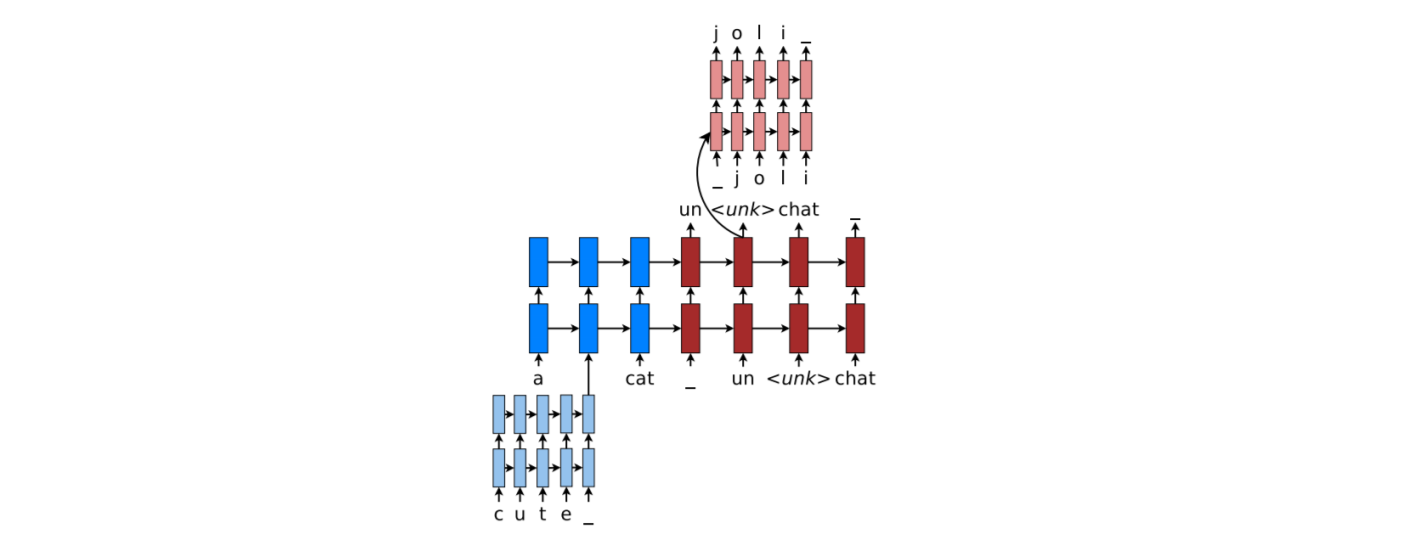 j o l i _
_ j o l i
un <unk> chat _
a cat _ un <unk> chat
c u t e _